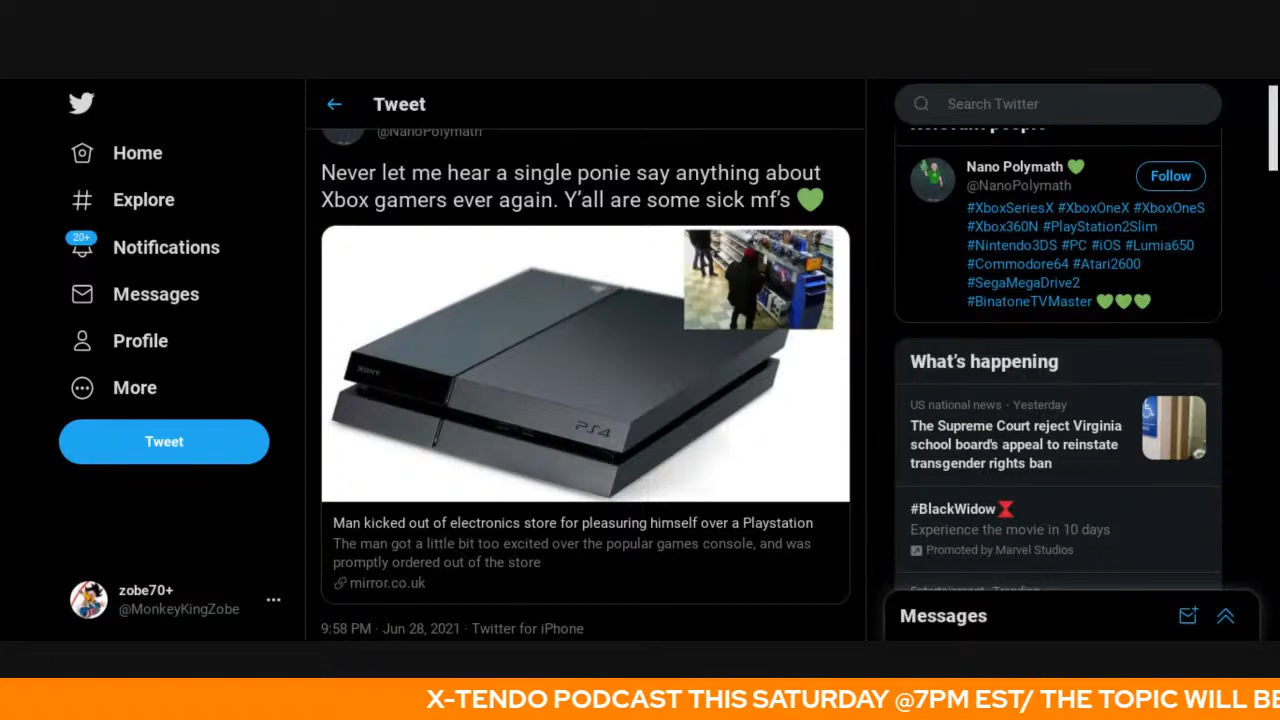 Home
Explore
20+
Notifications
Messages
Profile
More
Tweet
zobe70+
@MonkeyKingZobe
Tweet
@NanoPolymath
Never let me hear a single ponie say anything about
Xbox gamers ever again. Y’all are some sick mf’s 💚
SONY
PS4
Man kicked out of electronics store for pleasuring himself over a Playstation
The man got a little bit too excited over the popular games console, and was
promptly ordered out of the store
mirror.co.uk
9:58 PM · Jun 28, 2021 · Twitter for iPhone
Search Twitter
Relevant people
Nano Polymath 💚
@NanoPolymath
Follow
#XboxSeriesX #XboxOneX #XboxOneS
#Xbox360N #PlayStation2Slim
#Nintendo3DS #PC #iOS #Lumia650
#Commodore64 #Atari2600
#SegaMegaDrive2
#BinatoneTVMaster 💚💚💚
What’s happening
US national news · Yesterday
The Supreme Court reject Virginia
school board's appeal to reinstate
transgender rights ban
#BlackWidow
Experience the movie in 10 days
Promoted by Marvel Studios
Entertainment · Trending
Messages
X-TENDO PODCAST THIS SATURDAY @7PM EST/ THE TOPIC WILL BE